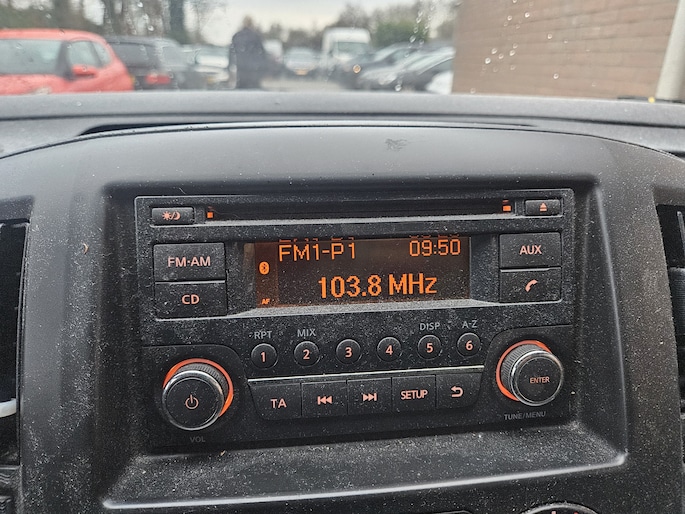 FM1-P1 09:50
103.8 MHz
AF
FM·AM
CD
AUX
RPT MIX DISP A-Z
1 2 3 4 5 6
TA SETUP
VOL
ENTER
TUNE/MENU